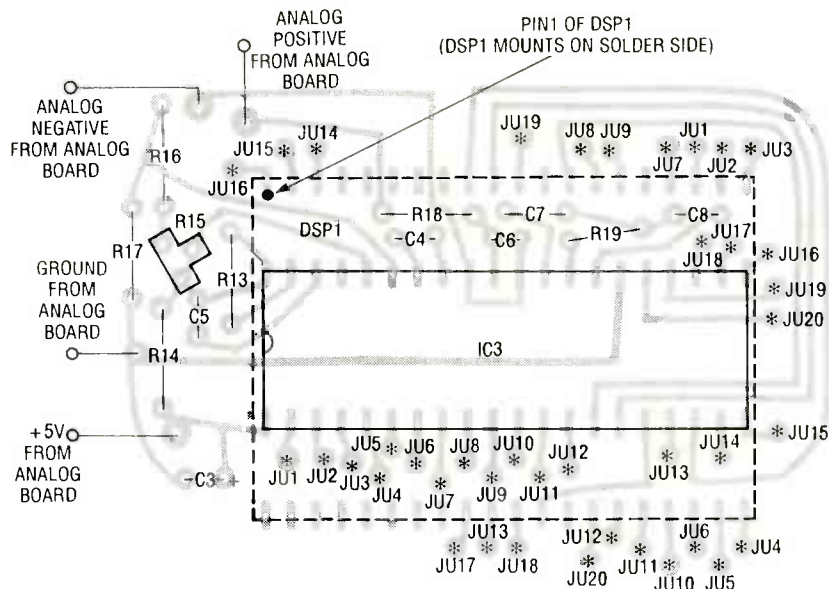 ANALOG
POSITIVE
FROM ANALOG
BOARD
PIN1 OF DSP1
(DSP1 MOUNTS ON SOLDER SIDE)
ANALOG
NEGATIVE
FROM ANALOG
BOARD
R16
JU15
JU14
JU16
JU19
JU8
JU9
JU1
JU7
JU2
JU3
R17
R15
R13
DSP1
R18
C7
C8
C4
C6
R19
JU17
JU18
JU16
JU19
JU20
GROUND
FROM
ANALOG
BOARD
C5
R14
IC3
+5V
FROM
ANALOG
BOARD
-C3+
JU5
JU6
JU8
JU10
JU12
JU14
JU15
JU1
JU2
JU3
JU4
JU7
JU9
JU11
JU13
JU13
JU17
JU18
JU12
JU20
JU11
JU10
JU6
JU5
JU4